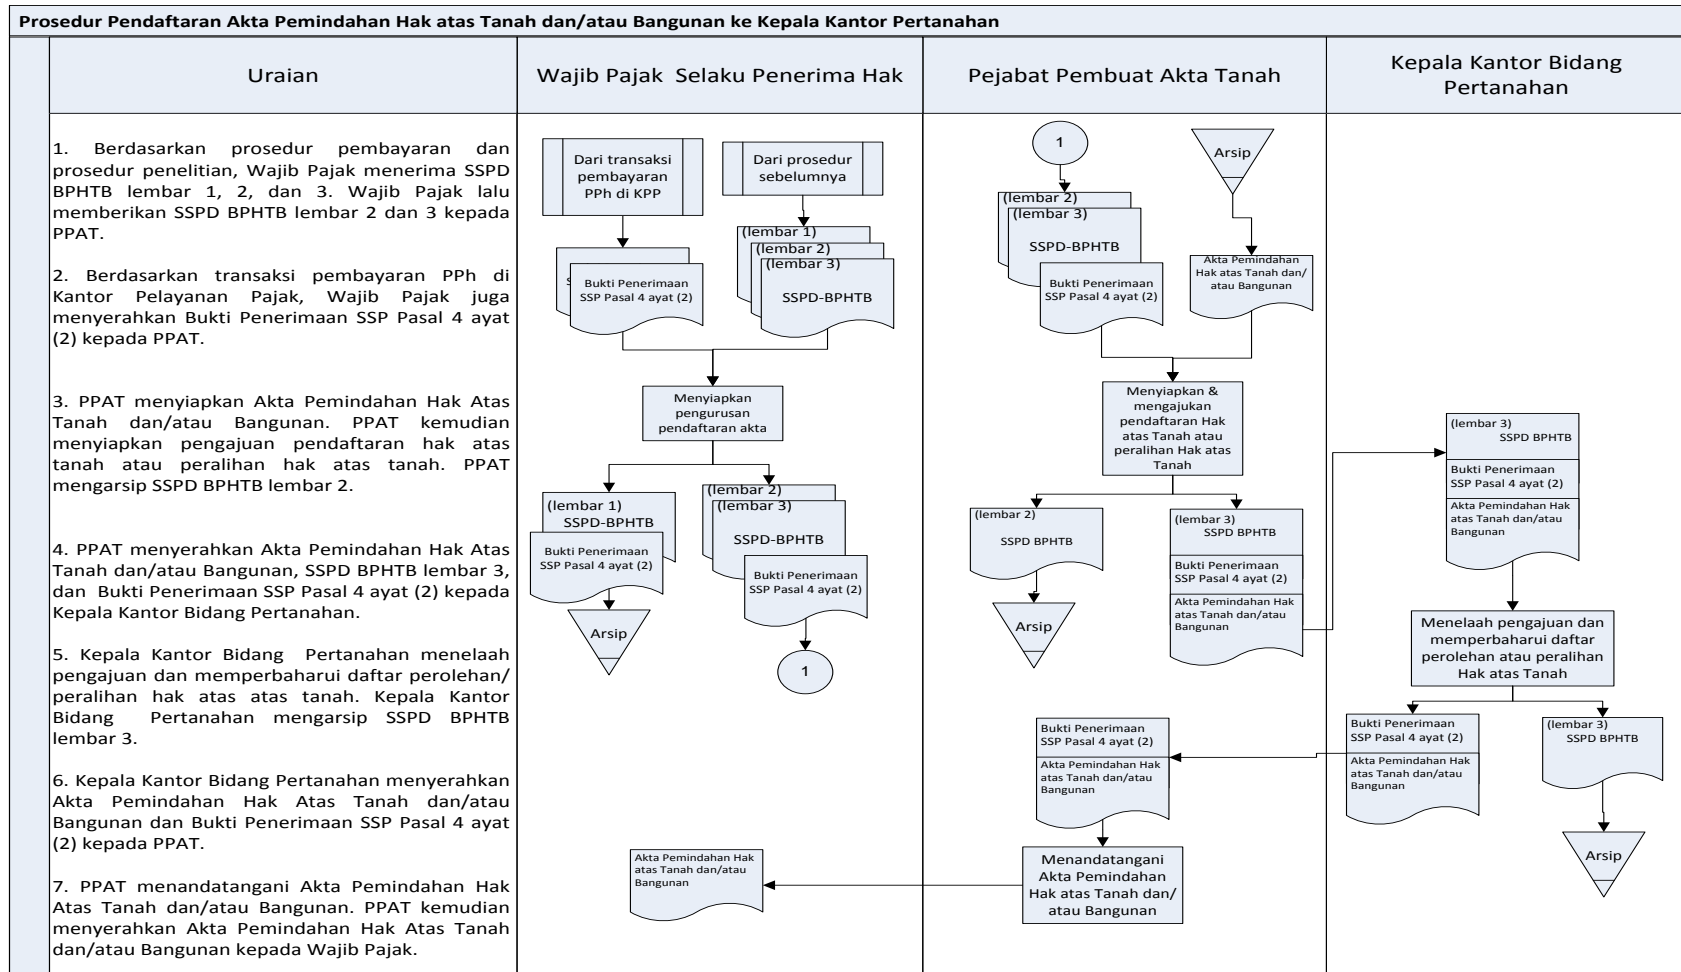 Prosedur Pendaftaran Akta Pemindahan Hak atas Tanah dan/atau Bangunan ke Kepala Kantor Pertanahan
Uraian
Wajib Pajak Selaku Penerima Hak
Pejabat Pembuat Akta Tanah
Kepala Kantor Bidang
Pertanahan
1. Berdasarkan prosedur pembayaran dan
prosedur penelitian, Wajib Pajak menerima SSPD
BPHTB lembar 1, 2, dan 3. Wajib Pajak lalu
memberikan SSPD BPHTB lembar 2 dan 3 kepada
PPAT.
2. Berdasarkan transaksi pembayaran PPh di
Kantor Pelayanan Pajak, Wajib Pajak juga
menyerahkan Bukti Penerimaan SSP Pasal 4 ayat
(2) kepada PPAT.
3. PPAT menyiapkan Akta Pemindahan Hak Atas
Tanah dan/atau Bangunan. PPAT kemudian
menyiapkan pengajuan pendaftaran hak atas
tanah atau peralihan hak atas tanah. PPAT
mengarsip SSPD BPHTB lembar 2.
4. PPAT menyerahkan Akta Pemindahan Hak Atas
Tanah dan/atau Bangunan, SSPD BPHTB lembar 3,
dan Bukti Penerimaan SSP Pasal 4 ayat (2) kepada
Kepala Kantor Bidang Pertanahan.
5. Kepala Kantor Bidang Pertanahan menelaah
pengajuan dan memperbaharui daftar perolehan/
peralihan hak atas atas tanah. Kepala Kantor
Bidang Pertanahan mengarsip SSPD BPHTB
lembar 3.
6. Kepala Kantor Bidang Pertanahan menyerahkan
Akta Pemindahan Hak Atas Tanah dan/atau
Bangunan dan Bukti Penerimaan SSP Pasal 4 ayat
(2) kepada PPAT.
7. PPAT menandatangani Akta Pemindahan Hak
Atas Tanah dan/atau Bangunan. PPAT kemudian
menyerahkan Akta Pemindahan Hak Atas Tanah
dan/atau Bangunan kepada Wajib Pajak.
Dari transaksi
pembayaran
PPh di KPP
Dari prosedur
sebelumnya
Bukti Penerimaan
SSP Pasal 4 ayat (2)
(lembar 1)
(lembar 2)
(lembar 3)
SSPD-BPHTB
Menyiapkan
pengurusan
pendaftaran akta
(lembar 1)
SSPD-BPHTB
Bukti Penerimaan
SSP Pasal 4 ayat (2)
Arsip
(lembar 2)
(lembar 3)
SSPD-BPHTB
Bukti Penerimaan
SSP Pasal 4 ayat (2)
1
Akta Pemindahan Hak
atas Tanah dan/atau
Bangunan
1
(lembar 2)
(lembar 3)
SSPD-BPHTB
Bukti Penerimaan
SSP Pasal 4 ayat (2)
Arsip
Akta Pemindahan
Hak atas Tanah dan/
atau Bangunan
Menyiapkan &
mengajukan
pendaftaran Hak
atas Tanah atau
peralihan Hak atas
Tanah
(lembar 2)
SSPD BPHTB
Arsip
(lembar 3)
SSPD BPHTB
Bukti Penerimaan
SSP Pasal 4 ayat (2)
Akta Pemindahan Hak
atas Tanah dan/atau
Bangunan
Bukti Penerimaan
SSP Pasal 4 ayat (2)
Akta Pemindahan Hak
atas Tanah dan/atau
Bangunan
Menandatangani
Akta Pemindahan
Hak atas Tanah dan/
atau Bangunan
(lembar 3)
SSPD BPHTB
Bukti Penerimaan
SSP Pasal 4 ayat (2)
Akta Pemindahan Hak
atas Tanah dan/atau
Bangunan
Menelaah pengajuan dan
memperbaharui daftar
perolehan atau peralihan
Hak atas Tanah
Bukti Penerimaan
SSP Pasal 4 ayat (2)
Akta Pemindahan Hak
atas Tanah dan/atau
Bangunan
(lembar 3)
SSPD BPHTB
Arsip